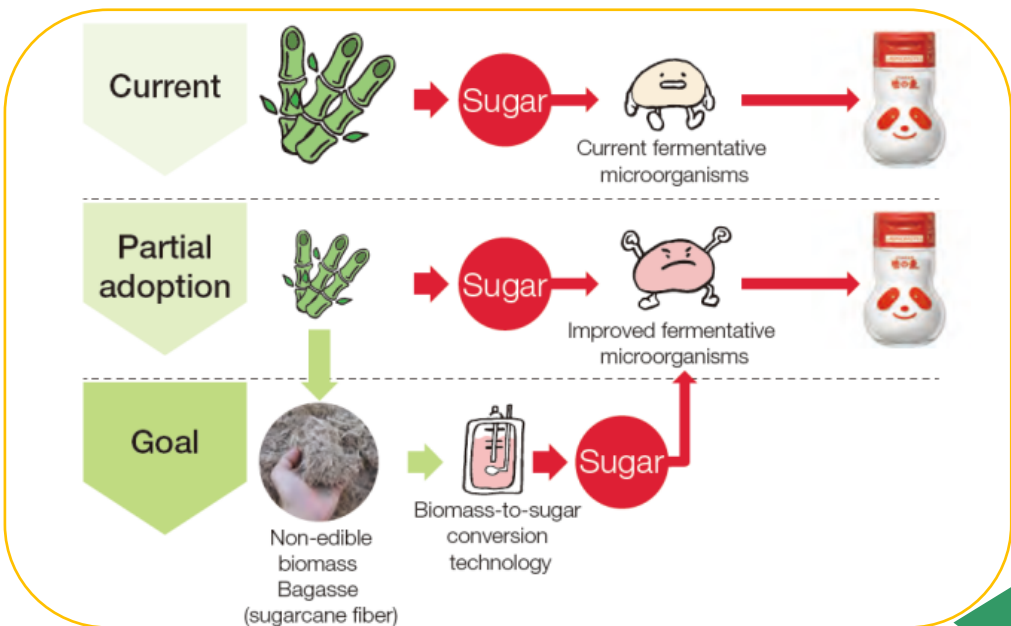 Current
Sugar
Current fermentative
microorganisms
Partial
adoption
Sugar
Improved fermentative
microorganisms
Goal
Sugar
Biomass-to-sugar
conversion
technology
Non-edible
biomass
Bagasse
(sugarcane fiber)